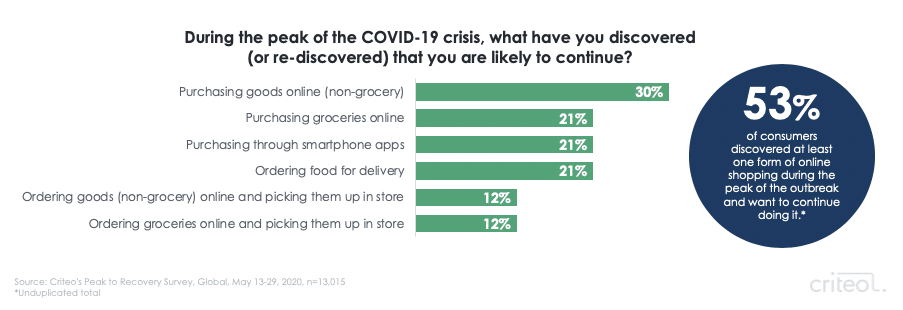 During the peak of the COVID-19 crisis, what have you discovered
(or re-discovered) that you are likely to continue?
Purchasing goods online (non-grocery) 30%
Purchasing groceries online 21%
Purchasing through smartphone apps 21%
Ordering food for delivery 21%
Ordering goods (non-grocery) online and picking them up in store 12%
Ordering groceries online and picking them up in store 12%
53%
of consumers
discovered at least
one form of online
shopping during the
peak of the outbreak
and want to continue
doing it.*
Source: Criteo's Peak to Recovery Survey, Global, May 13-29, 2020, n=13,015
*Unduplicated total
criteo.